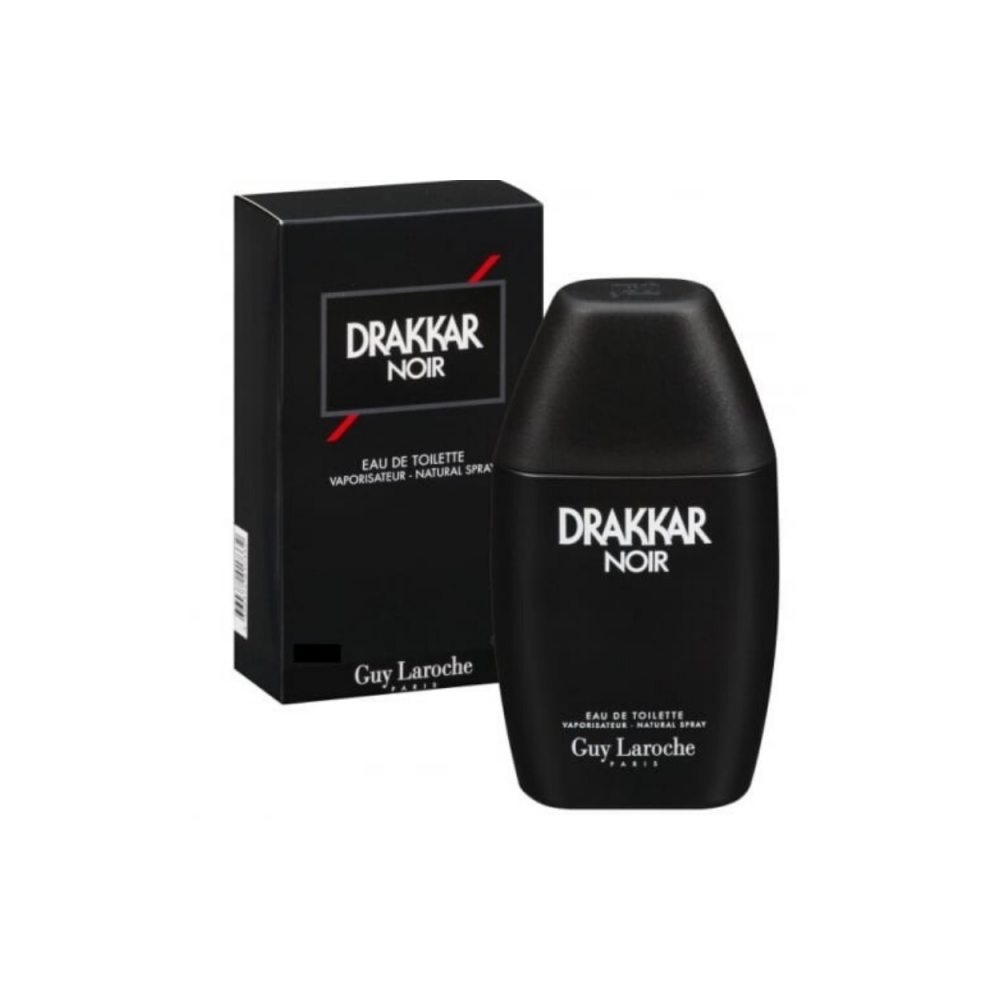 DRAKKAR
NOIR
EAU DE TOILETTE
VAPORISATEUR - NATURAL SPRAY
Guy Laroche
PARIS
DRAKKAR
NOIR
EAU DE TOILETTE
VAPORISATEUR - NATURAL SPRAY
Guy Laroche
PARIS